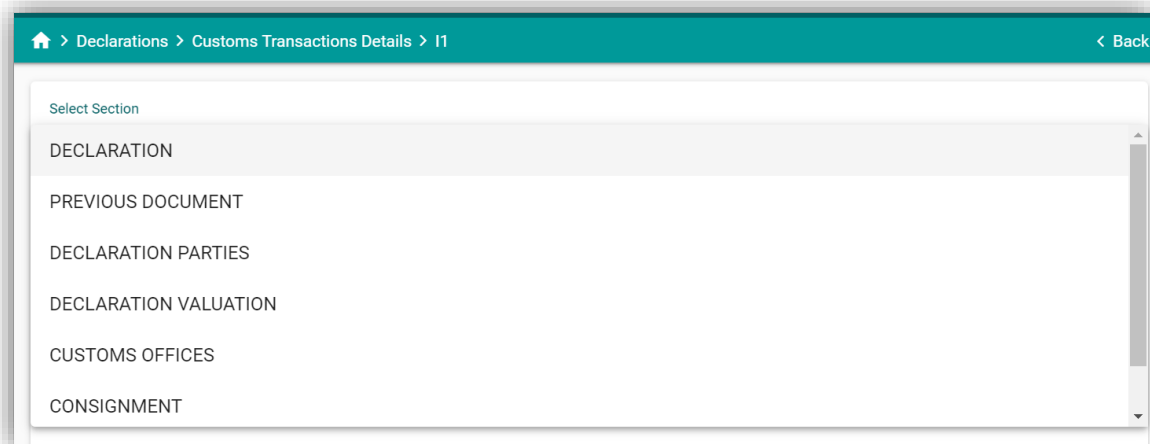 > Declarations > Customs Transactions Details > I1 < Back
Select Section
DECLARATION
PREVIOUS DOCUMENT
DECLARATION PARTIES
DECLARATION VALUATION
CUSTOMS OFFICES
CONSIGNMENT